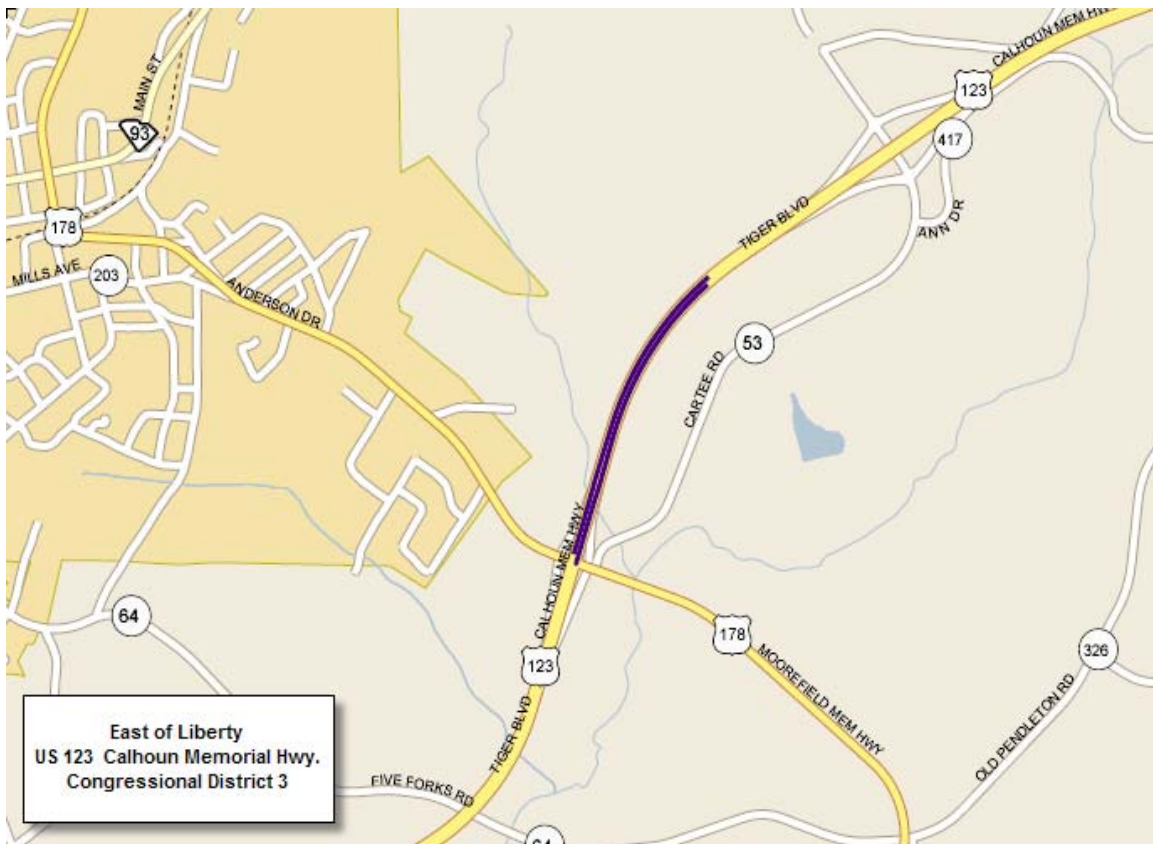 CALHOUN MEM HWY
123
MAIN ST
93
417
178
TIGER BLVD
ANN DR
MILLS AVE
203
ANDERSON DR
53
CARTEE RD
CALHOUN MEM HWY
64
178
123
326
MOOREFIELD MEM HWY
OLD PENDLETON RD
TIGER BLVD
FIVE FORKS RD
64
East of Liberty
US 123 Calhoun Memorial Hwy.
Congressional District 3